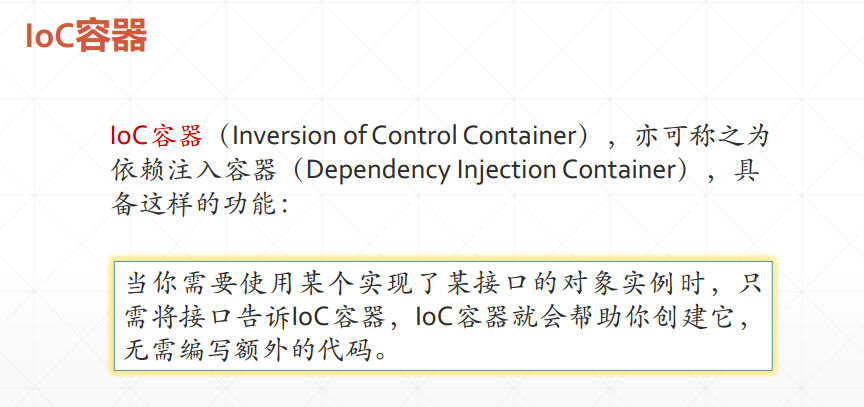 IoC容器
IoC容器（Inversion of Control Container），亦可称之为
依赖注入容器（Dependency Injection Container），具
备这样的功能：
当你需要使用某个实现了某接口的对象实例时，只
需将接口告诉IoC容器，IoC容器就会帮助你创建它，
无需编写额外的代码。